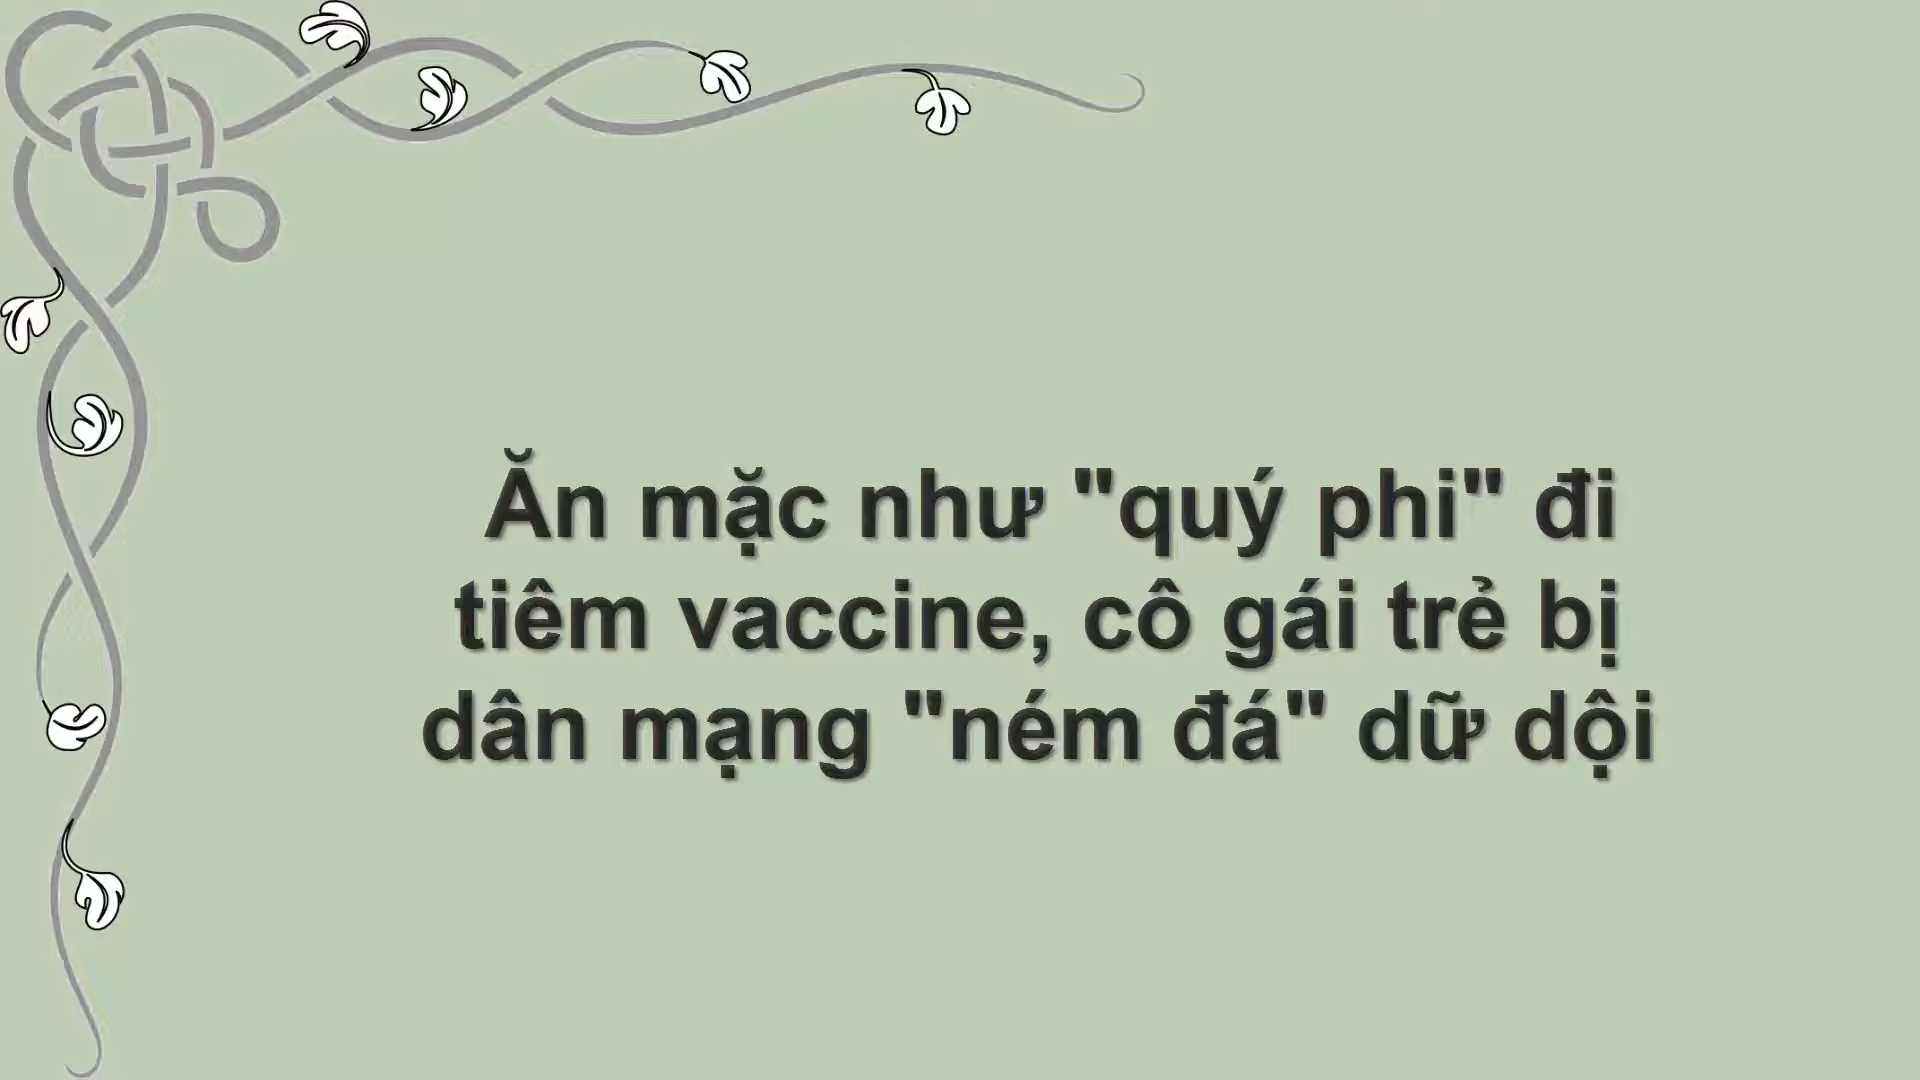 Ăn mặc như "quý phi" đi
tiêm vaccine, cô gái trẻ bị
dân mạng "ném đá" dữ dội